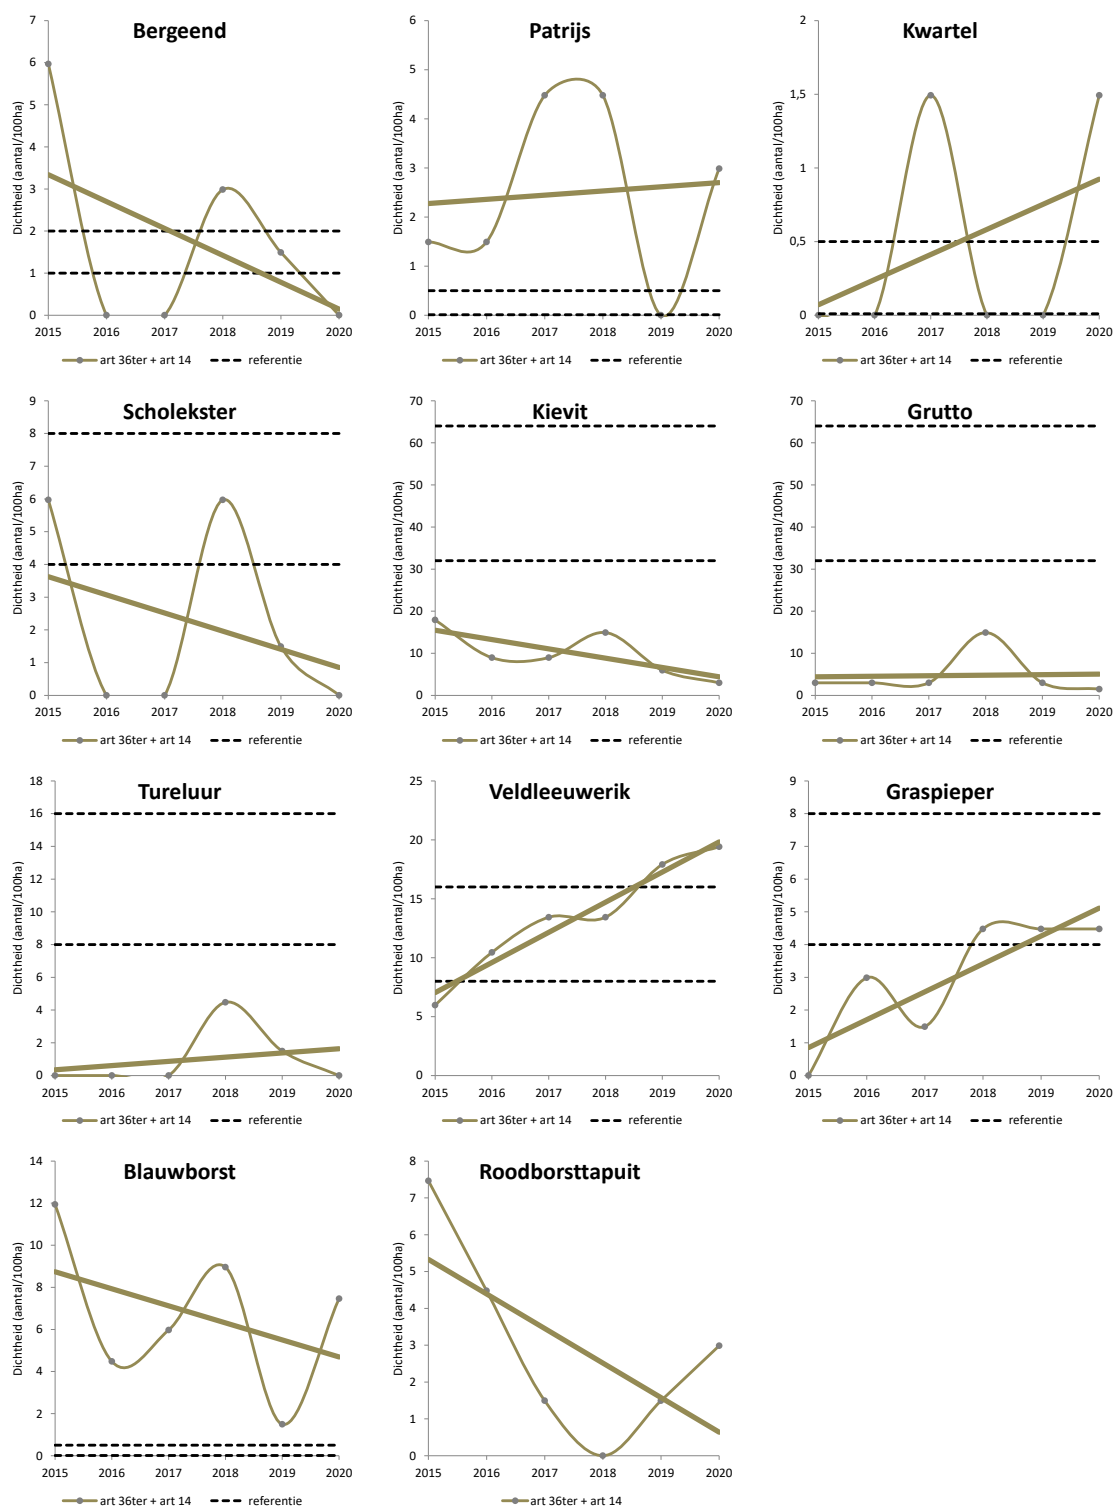 Bergeend
Dichtheid (aantal/100ha)
7
6
5
4
3
2
1
0
2015 2016 2017 2018 2019 2020
art 36ter + art 14 referentie
Patrijs
Dichtheid (aantal/100ha)
6
5
4
3
2
1
0
2015 2016 2017 2018 2019 2020
art 36ter + art 14 referentie
Kwartel
Dichtheid (aantal/100ha)
2
1,5
1
0,5
0
2015 2016 2017 2018 2019 2020
art 36ter + art 14 referentie
Scholekster
Dichtheid (aantal/100ha)
9
8
7
6
5
4
3
2
1
0
2015 2016 2017 2018 2019 2020
art 36ter + art 14 referentie
Kievit
Dichtheid (aantal/100ha)
70
60
50
40
30
20
10
0
2015 2016 2017 2018 2019 2020
art 36ter + art 14 referentie
Grutto
Dichtheid (aantal/100ha)
70
60
50
40
30
20
10
0
2015 2016 2017 2018 2019 2020
art 36ter + art 14 referentie
Tureluur
Dichtheid (aantal/100ha)
18
16
14
12
10
8
6
4
2
0
2015 2016 2017 2018 2019 2020
art 36ter + art 14 referentie
Veldleeuwerik
Dichtheid (aantal/100ha)
25
20
15
10
5
0
2015 2016 2017 2018 2019 2020
art 36ter + art 14 referentie
Graspieper
Dichtheid (aantal/100ha)
9
8
7
6
5
4
3
2
1
0
2015 2016 2017 2018 2019 2020
art 36ter + art 14 referentie
Blauwborst
Dichtheid (aantal/100ha)
14
12
10
8
6
4
2
0
2015 2016 2017 2018 2019 2020
art 36ter + art 14 referentie
Roodborsttapuit
Dichtheid (aantal/100ha)
8
7
6
5
4
3
2
1
0
2015 2016 2017 2018 2019 2020
art 36ter + art 14